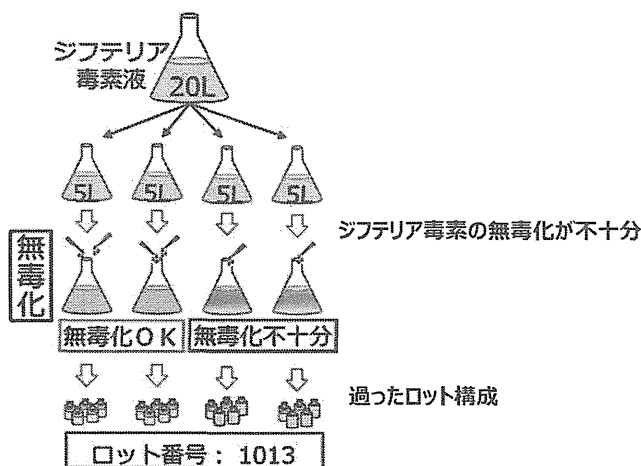 ジフテリア
毒素液
20L
5L 5L 5L 5L
ジフテリア毒素の無毒化が不十分
無毒化
無毒化OK 無毒化不十分
過ったロット構成
ロット番号： 1013